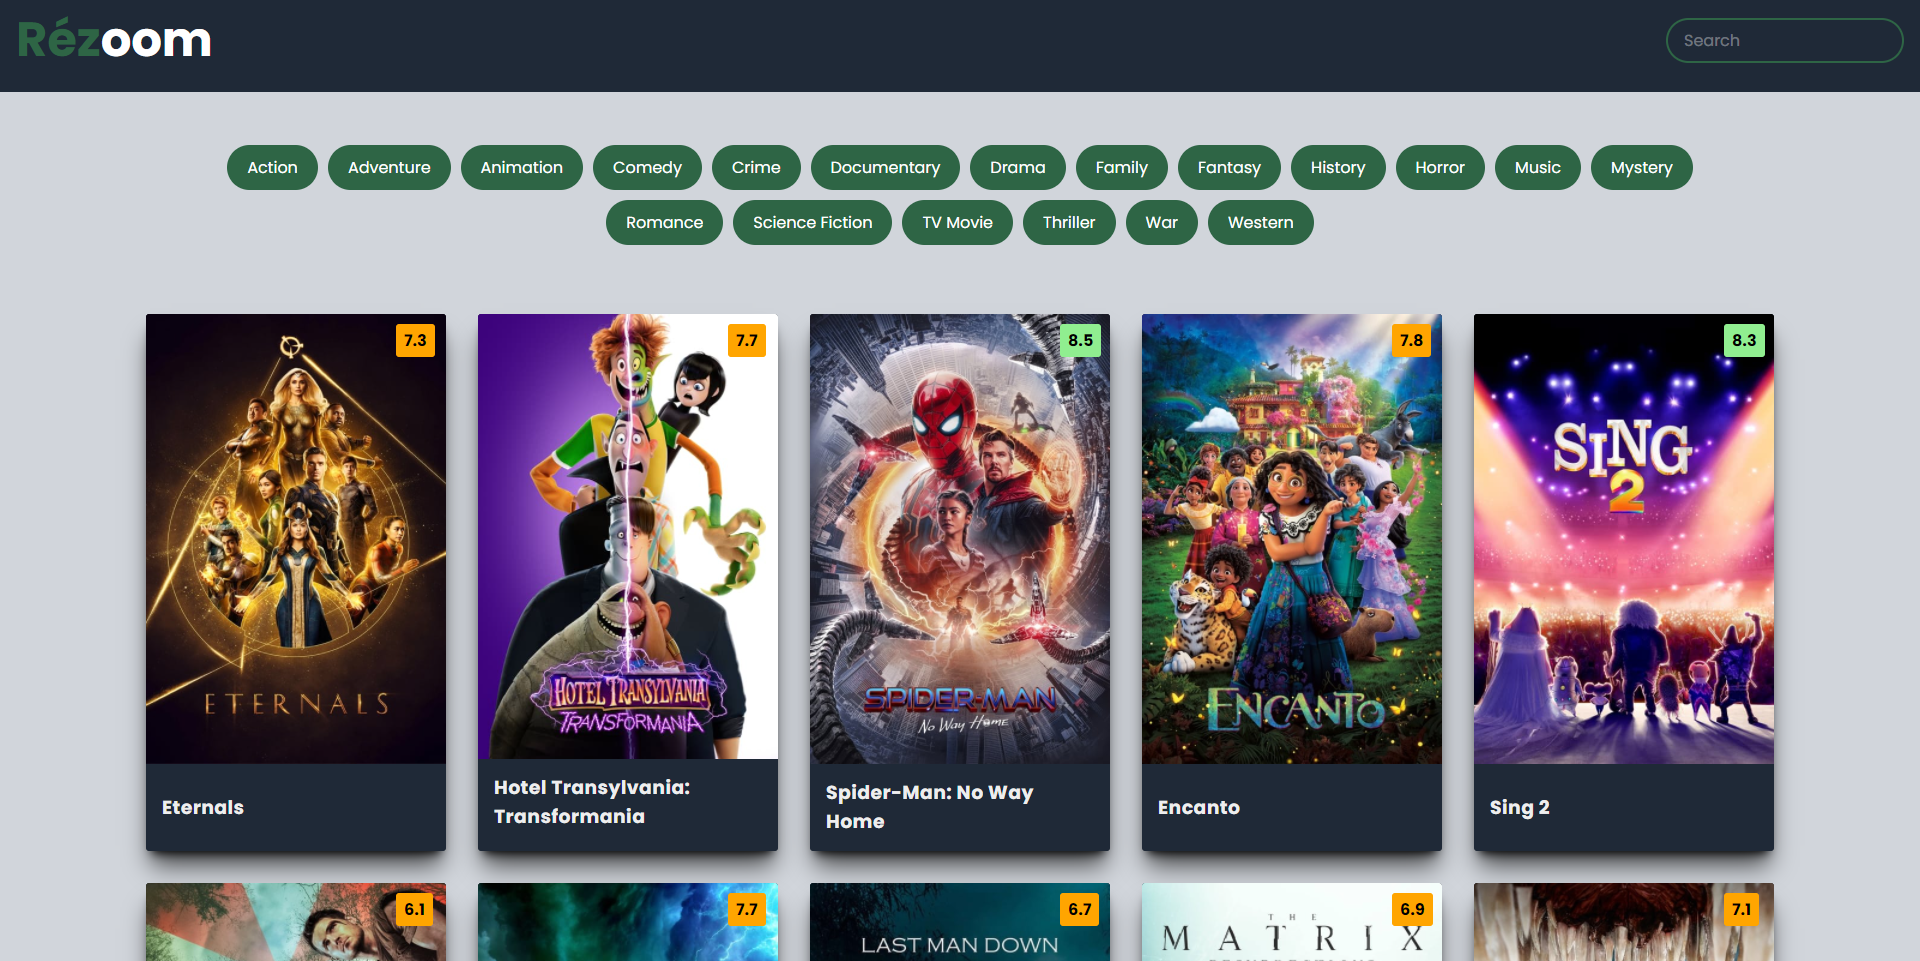 Rézoom
Search
Action Adventure Animation Comedy Crime Documentary Drama Family Fantasy History Horror Music Mystery
Romance Science Fiction TV Movie Thriller War Western
7.3
7.7
8.5
7.8
8.3
ETERNALS
HOTEL TRANSYLVANIA
TRANSFORMANIA
SPIDER-MAN
No Way Home
ENCANTO
SING
2
Eternals
Hotel Transylvania:
Transformania
Spider-Man: No Way
Home
Encanto
Sing 2
6.1
7.7
6.7
6.9
7.1
LAST MAN DOWN
THE
MATRIX